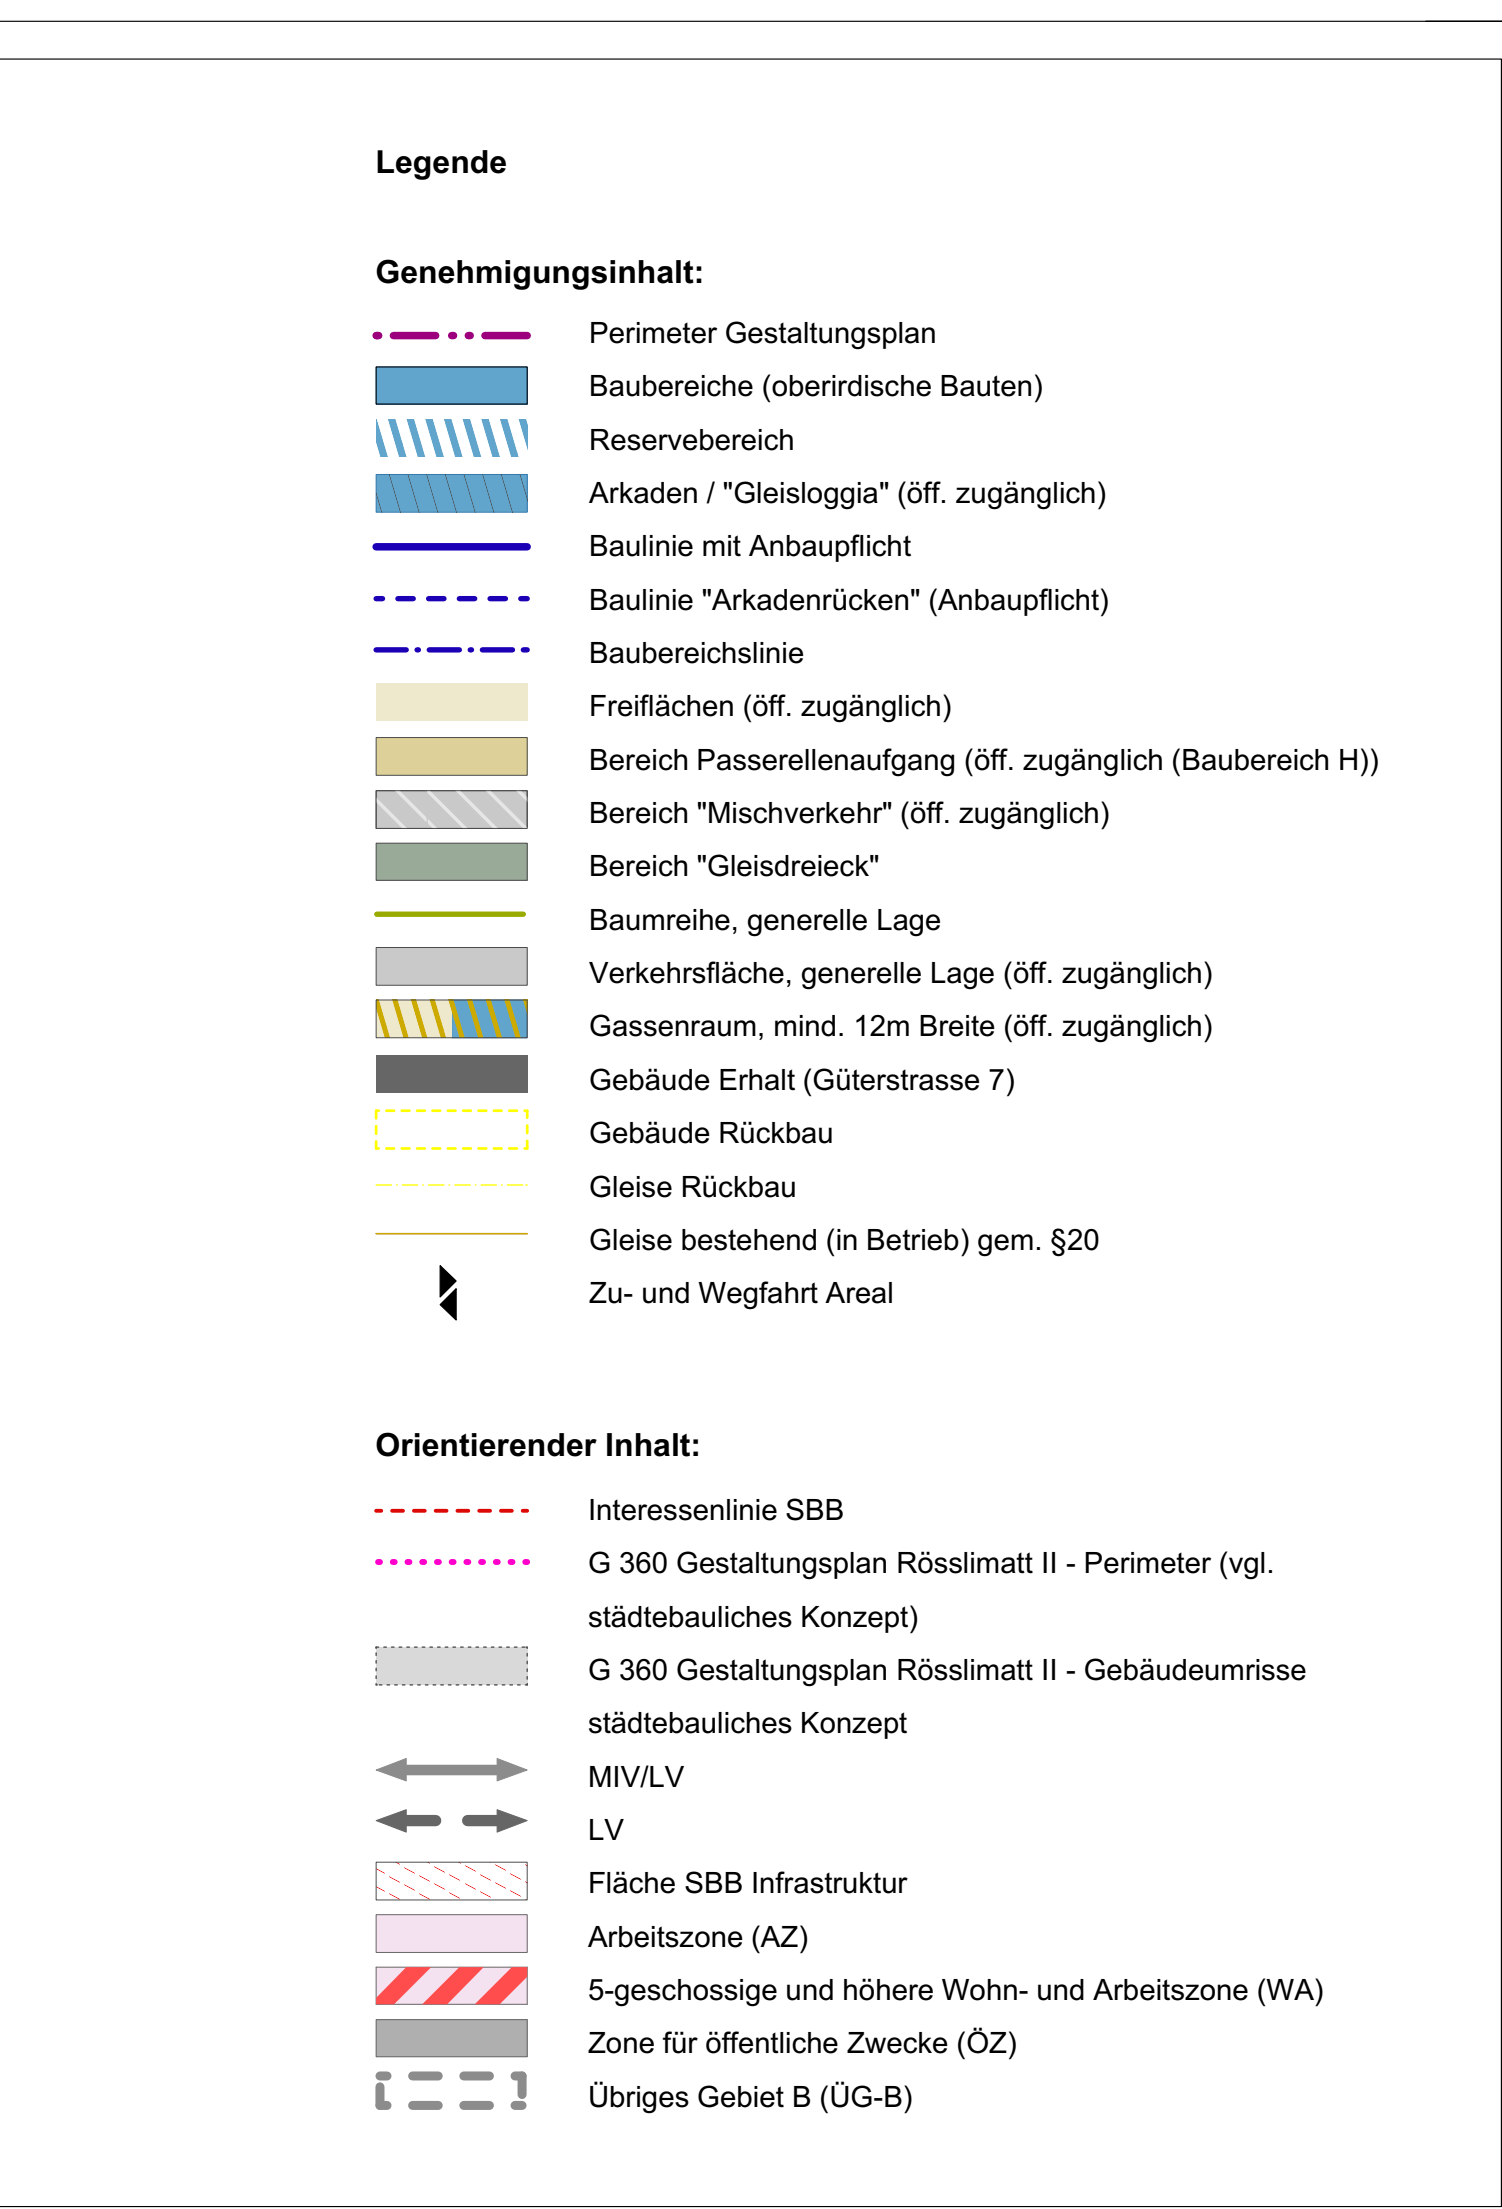 Legende
Genehmigungsinhalt:
Perimeter Gestaltungsplan
Baubereiche (oberirdische Bauten)
Reservebereich
Arkaden / "Gleisloggia" (öff. zugänglich)
Baulinie mit Anbaupflicht
Baulinie "Arkadenrücken" (Anbaupflicht)
Baubereichslinie
Freiflächen (öff. zugänglich)
Bereich Passerellenaufgang (öff. zugänglich (Baubereich H))
Bereich "Mischverkehr" (öff. zugänglich)
Bereich "Gleisdreieck"
Baumreihe, generelle Lage
Verkehrsfläche, generelle Lage (öff. zugänglich)
Gassenraum, mind. 12m Breite (öff. zugänglich)
Gebäude Erhalt (Güterstrasse 7)
Gebäude Rückbau
Gleise Rückbau
Gleise bestehend (in Betrieb) gem. §20
Zu- und Wegfahrt Areal
Orientierender Inhalt:
Interessenlinie SBB
G 360 Gestaltungsplan Rösslimatt II - Perimeter (vgl.
städtebauliches Konzept)
G 360 Gestaltungsplan Rösslimatt II - Gebäudeumrisse
städtebauliches Konzept
MIV/LV
LV
Fläche SBB Infrastruktur
Arbeitszone (AZ)
5-geschossige und höhere Wohn- und Arbeitszone (WA)
Zone für öffentliche Zwecke (ÖZ)
Übriges Gebiet B (ÜG-B)